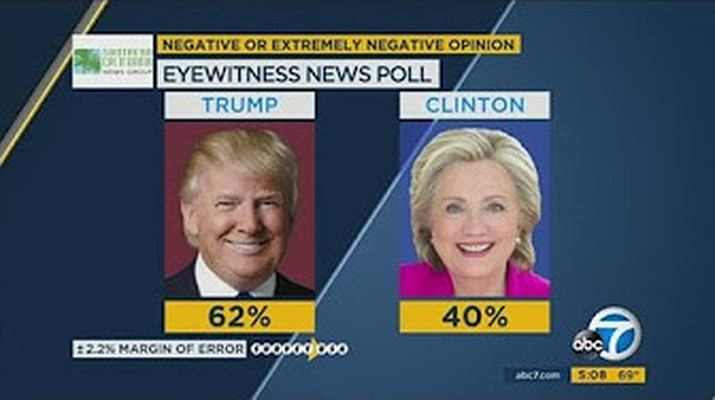 NEGATIVE OR EXTREMELY NEGATIVE OPINION
SOUTHERN
CALIFORNIA
NEWS GROUP
EYEWITNESS NEWS POLL
TRUMP
CLINTON
62%
40%
±2.2% MARGIN OF ERROR
abc 7
abc7.com
5:08 69°